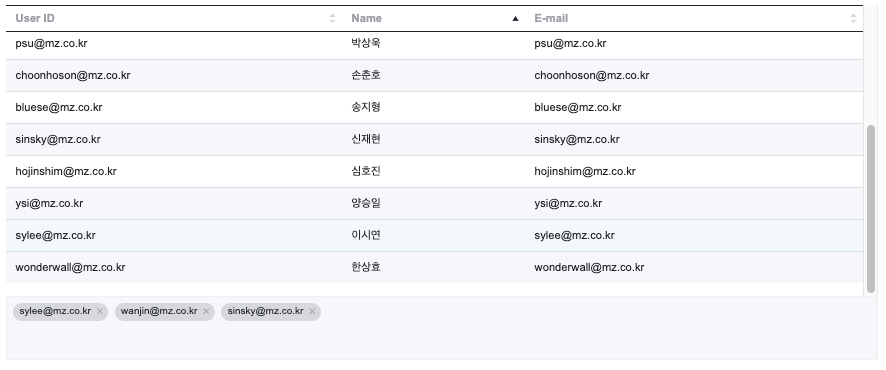 User ID Name E-mail
psu@mz.co.kr 박상욱 psu@mz.co.kr
choonhoson@mz.co.kr 손춘호 choonhoson@mz.co.kr
bluese@mz.co.kr 송지형 bluese@mz.co.kr
sinsky@mz.co.kr 신재현 sinsky@mz.co.kr
hojinshim@mz.co.kr 심호진 hojinshim@mz.co.kr
ysi@mz.co.kr 양승일 ysi@mz.co.kr
sylee@mz.co.kr 이시연 sylee@mz.co.kr
wonderwall@mz.co.kr 한상효 wonderwall@mz.co.kr
sylee@mz.co.kr × wanjin@mz.co.kr × sinsky@mz.co.kr ×